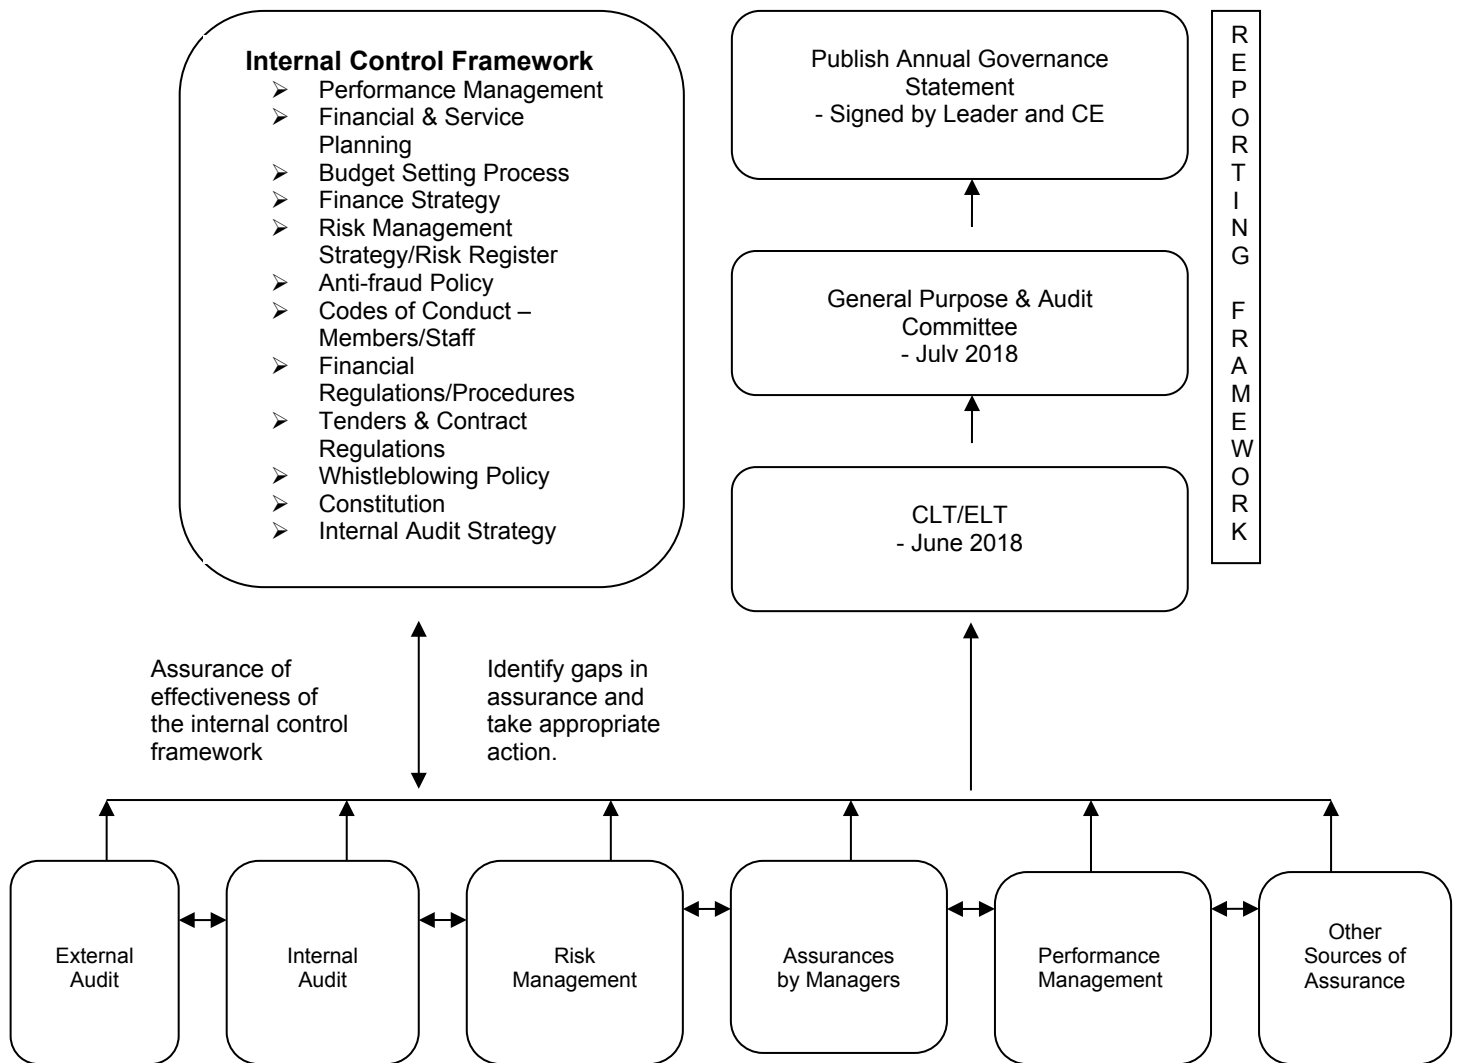 Internal Control Framework
➢ Performance Management
➢ Financial & Service
Planning
➢ Budget Setting Process
➢ Finance Strategy
➢ Risk Management
Strategy/Risk Register
➢ Anti-fraud Policy
➢ Codes of Conduct –
Members/Staff
➢ Financial
Regulations/Procedures
➢ Tenders & Contract
Regulations
➢ Whistleblowing Policy
➢ Constitution
➢ Internal Audit Strategy
Publish Annual Governance
Statement
- Signed by Leader and CE
General Purpose & Audit
Committee
- July 2018
CLT/ELT
- June 2018
REPORTING FRAMEWORK
Assurance of
effectiveness of
the internal control
framework
Identify gaps in
assurance and
take appropriate
action.
External
Audit
Internal
Audit
Risk
Management
Assurances
by Managers
Performance
Management
Other
Sources of
Assurance